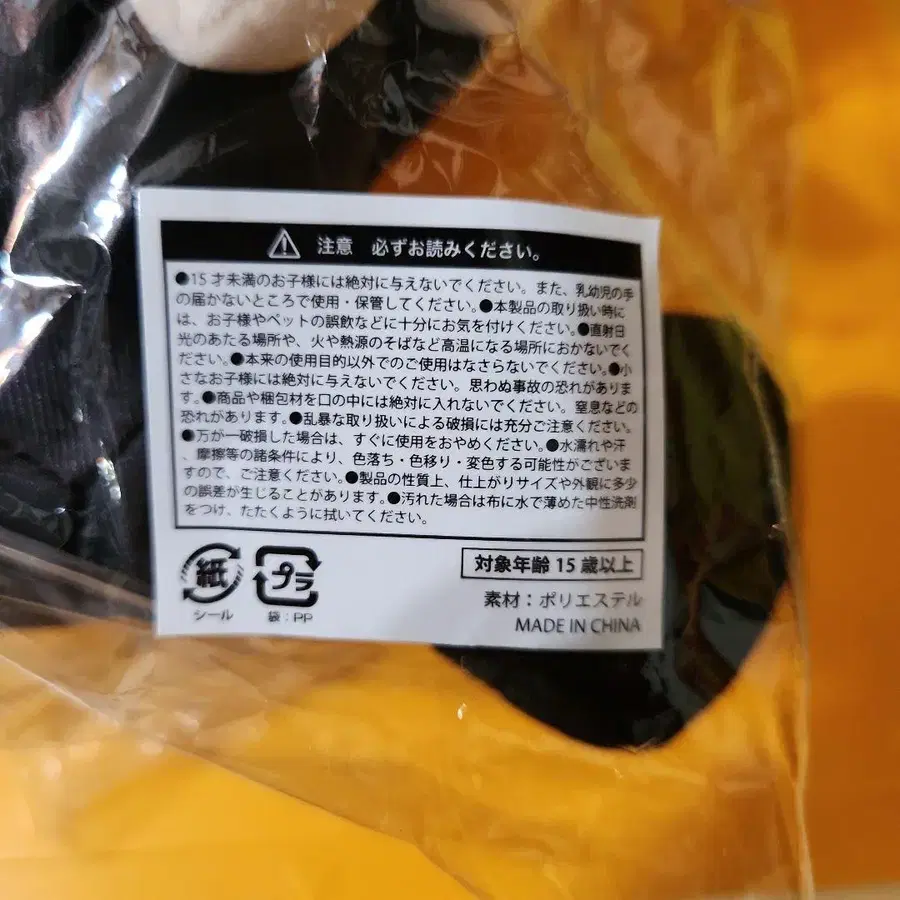 注意 必ずお読みください。
●15才未満のお子様には絶対に与えないでください。また、乳幼児の手
の届かないところで使用・保管してください。●本製品の取り扱い時に
は、お子様やペットの誤飲などに十分にお気を付けください。●直射日
光のあたる場所や、火や熱源のそばなど高温になる場所におかないでく
ださい。●本来の使用目的以外でのご使用はなさらないでください。●小
さなお子様には絶対に与えないでください。思わぬ事故の恐れがありま
す。●商品や梱包材を口の中には絶対に入れないでください。窒息などの
恐れがあります。●乱暴な取り扱いによる破損には充分ご注意ください。
●万が一破損した場合は、すぐに使用をおやめください。●水濡れや汗
、摩擦等の諸条件により、色落ち・色移り・変色する可能性がございま
すので、ご注意ください。●製品の性質上、仕上がりサイズや外観に多少
の誤差が生じることがあります。●汚れた場合は布に水で薄めた中性洗剤
をつけ、たたくように拭いてください。
紙
シール
プラ
袋：PP
対象年齢15歳以上
素材：ポリエステル
MADE IN CHINA